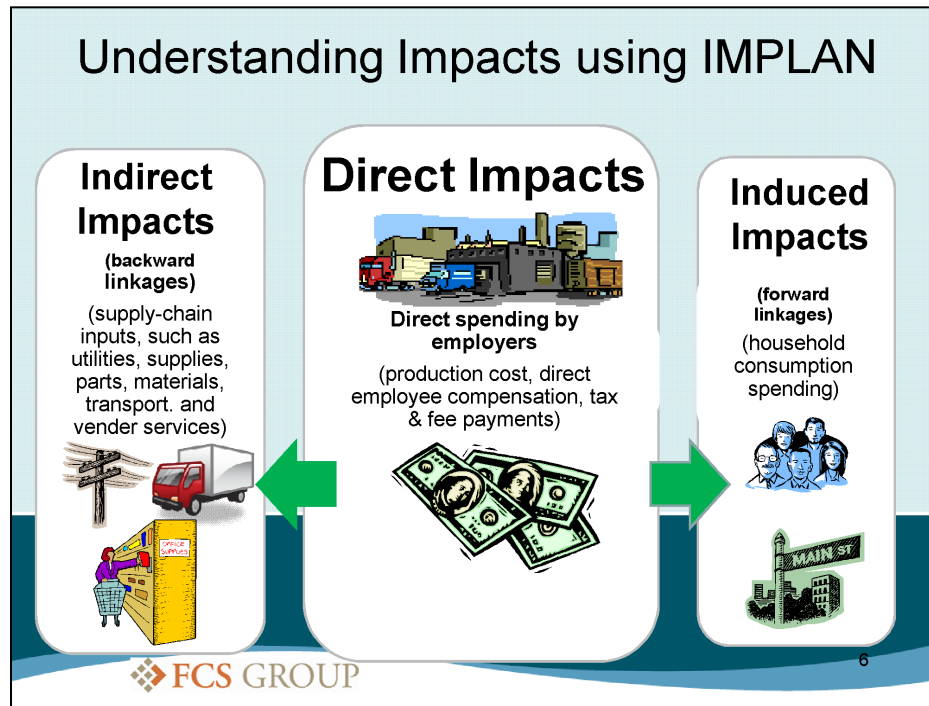 Understanding Impacts using IMPLAN
Indirect
Impacts
(backward
linkages)
(supply-chain
inputs, such as
utilities, supplies,
parts, materials,
transport. and
vender services)
OFFICE
SUPPLIES
Direct Impacts
Direct spending by
employers
(production cost, direct
employee compensation, tax
& fee payments)
Induced
Impacts
(forward
linkages)
(household
consumption
spending)
MAIN ST
6
FCS GROUP